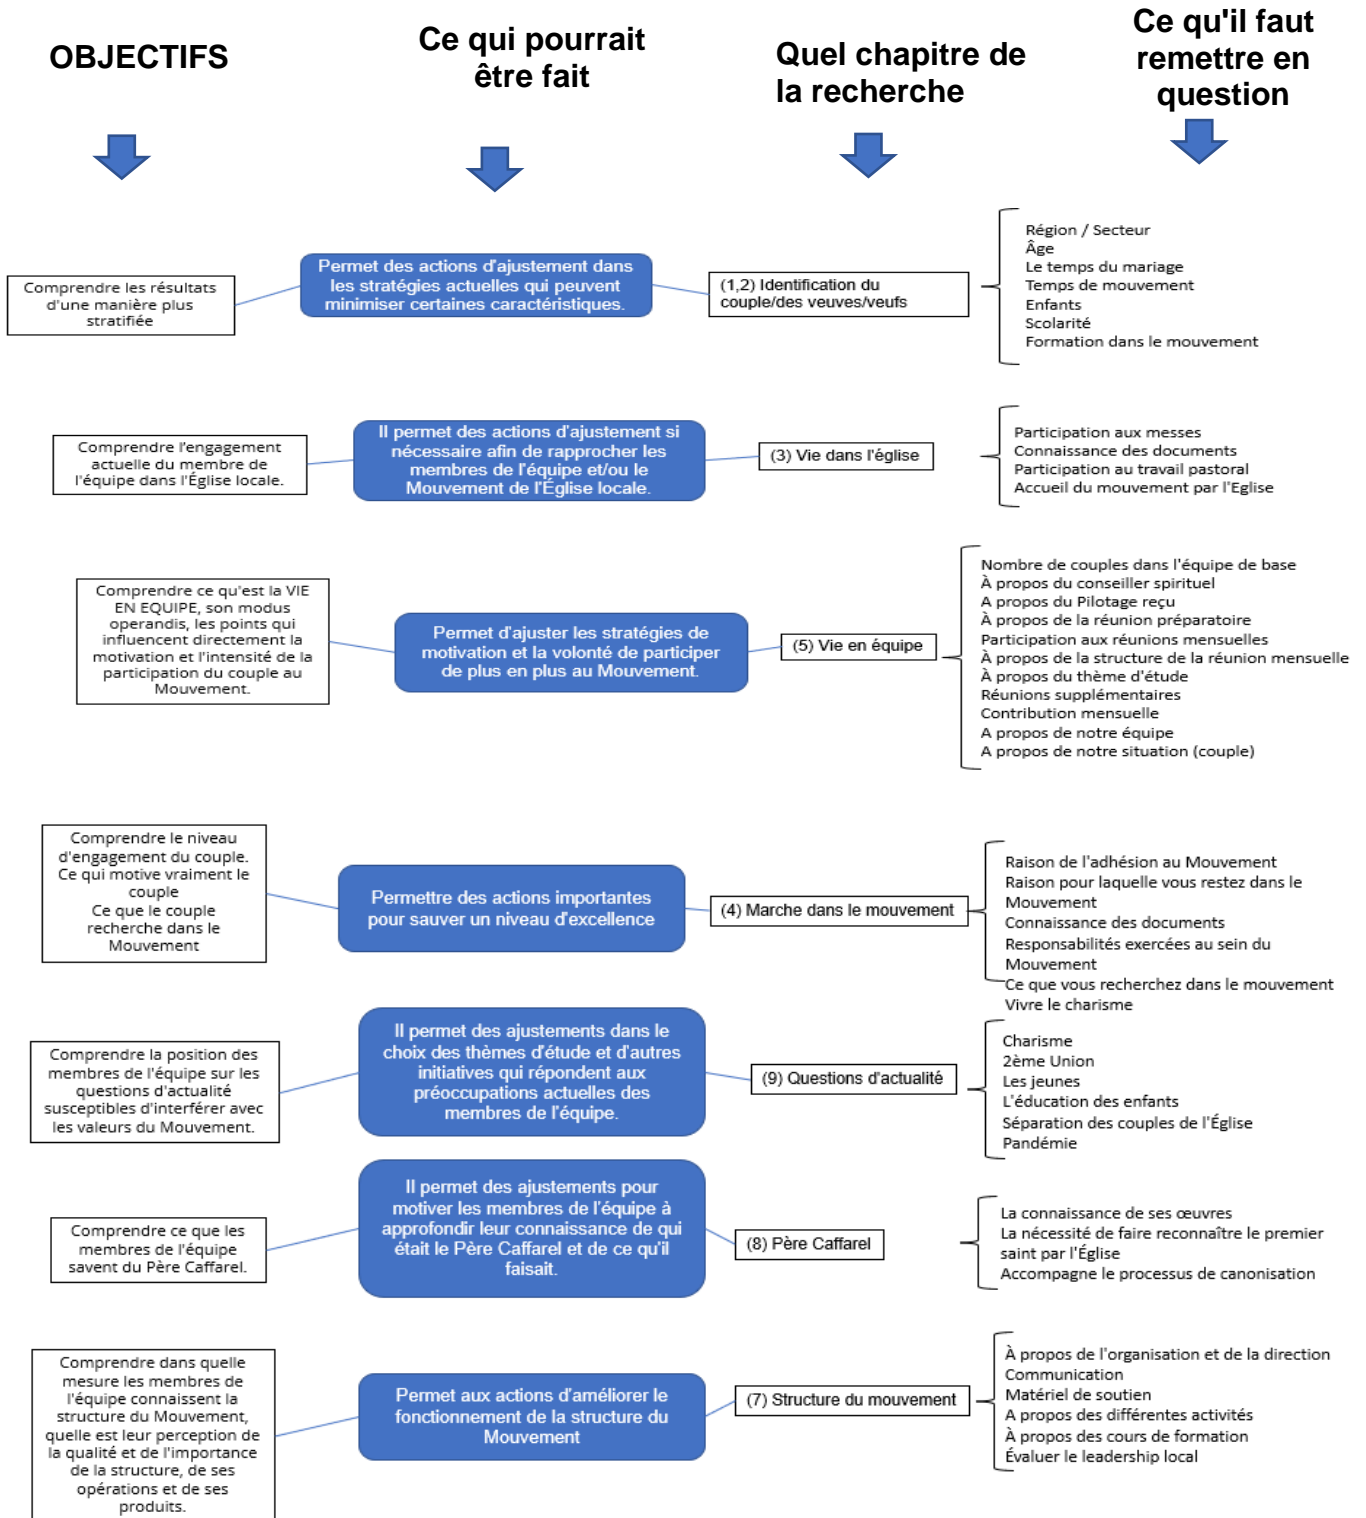 OBJECTIFS
Ce qui pourrait
être fait
Quel chapitre de
la recherche
Ce qu'il faut
remettre en
question
Comprendre les résultats
d'une manière plus
stratifiée
Permet des actions d'ajustement dans
les stratégies actuelles qui peuvent
minimiser certaines caractéristiques.
(1,2) Identification du
couple/des veuves/veufs
Région / Secteur
Âge
Le temps du mariage
Temps de mouvement
Enfants
Scolarité
Formation dans le mouvement
Comprendre l'engagement
actuelle du membre de
l'équipe dans l'Église locale.
Il permet des actions d'ajustement si
nécessaire afin de rapprocher les
membres de l'équipe et/ou le
Mouvement de l'Église locale.
(3) Vie dans l'église
Participation aux messes
Connaissance des documents
Participation au travail pastoral
Accueil du mouvement par l'Eglise
Comprendre ce qu'est la VIE
EN EQUIPE, son modus
operandis, les points qui
influencent directement la
motivation et l'intensité de la
participation du couple au
Mouvement.
Permet d'ajuster les stratégies de
motivation et la volonté de participer
de plus en plus au Mouvement.
(5) Vie en équipe
Nombre de couples dans l'équipe de base
À propos du conseiller spirituel
A propos du Pilotage reçu
À propos de la réunion préparatoire
Participation aux réunions mensuelles
À propos de la structure de la réunion mensuelle
À propos du thème d'étude
Réunions supplémentaires
Contribution mensuelle
A propos de notre équipe
A propos de notre situation (couple)
Comprendre le niveau
d'engagement du couple.
Ce qui motive vraiment le
couple
Ce que le couple
recherche dans le
Mouvement
Permettre des actions importantes
pour sauver un niveau d'excellence
(4) Marche dans le mouvement
Raison de l'adhésion au Mouvement
Raison pour laquelle vous restez dans le
Mouvement
Connaissance des documents
Responsabilités exercées au sein du
Mouvement
Ce que vous recherchez dans le mouvement
Vivre le charisme
Comprendre la position des
membres de l'équipe sur les
questions d'actualité
susceptibles d'interférer avec
les valeurs du Mouvement.
Il permet des ajustements dans le
choix des thèmes d'étude et d'autres
initiatives qui répondent aux
préoccupations actuelles des
membres de l'équipe.
(9) Questions d'actualité
Charisme
2ème Union
Les jeunes
L'éducation des enfants
Séparation des couples de l'Église
Pandémie
Comprendre ce que les
membres de l'équipe
savent du Père Caffarel.
Il permet des ajustements pour
motiver les membres de l'équipe à
approfondir leur connaissance de qui
était le Père Caffarel et de ce qu'il
faisait.
(8) Père Caffarel
La connaissance de ses œuvres
La nécessité de faire reconnaître le premier
saint par l'Église
Accompagne le processus de canonisation
Comprendre dans quelle
mesure les membres de
l'équipe connaissent la
structure du Mouvement,
quelle est leur perception de
la qualité et de l'importance
de la structure, de ses
opérations et de ses
produits.
Permet aux actions d'améliorer le
fonctionnement de la structure du
Mouvement
(7) Structure du mouvement
À propos de l'organisation et de la direction
Communication
Matériel de soutien
A propos des différentes activités
À propos des cours de formation
Évaluer le leadership local